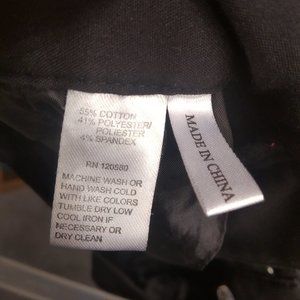 55% COTTON
41% POLYESTER/
POLIESTER
4% SPANDEX
RN 120580
MACHINE WASH OR
HAND WASH COLD
WITH LIKE COLORS
TUMBLE DRY LOW
COOL IRON IF
NECESSARY OR
DRY CLEAN
MADE IN CHINA